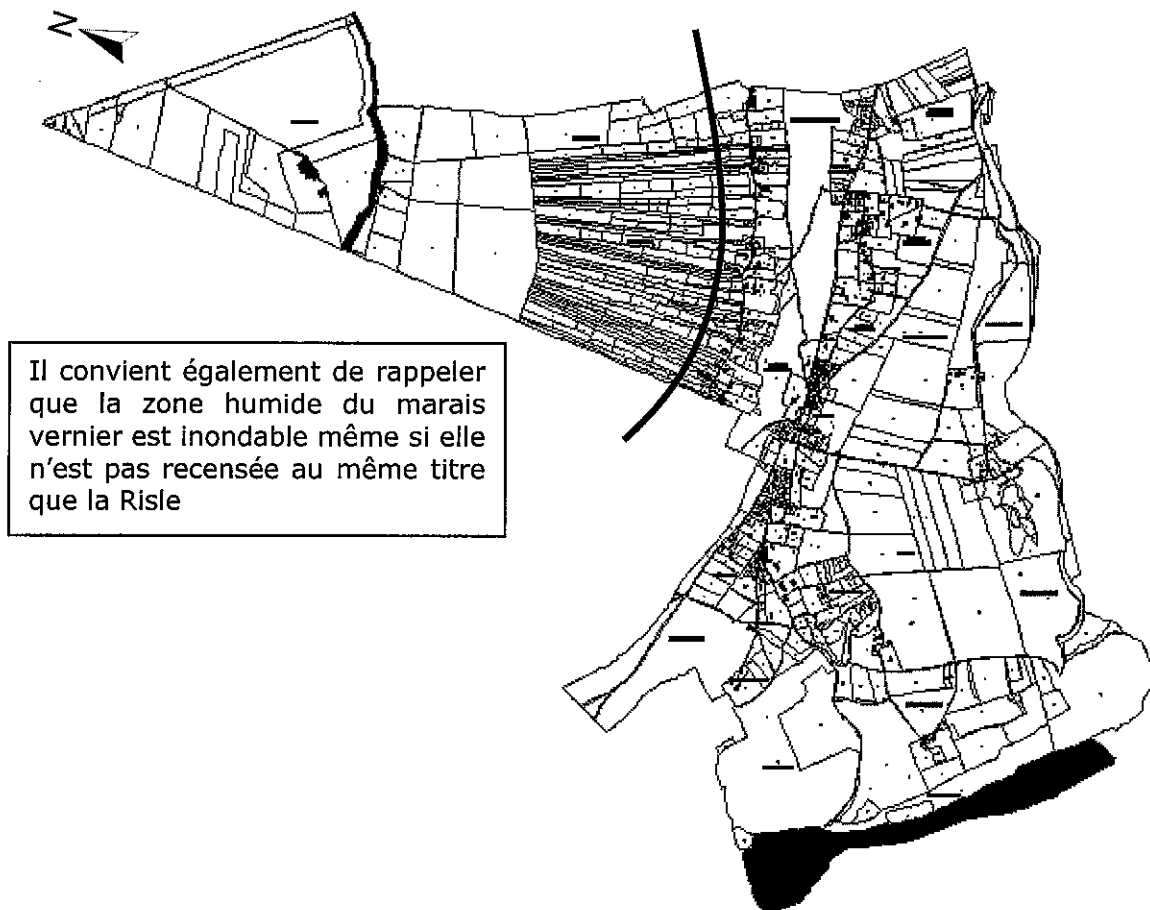 N
Il convient également de rappeler
que la zone humide du marais
vernier est inondable même si elle
n'est pas recensée au même titre
que la Risle